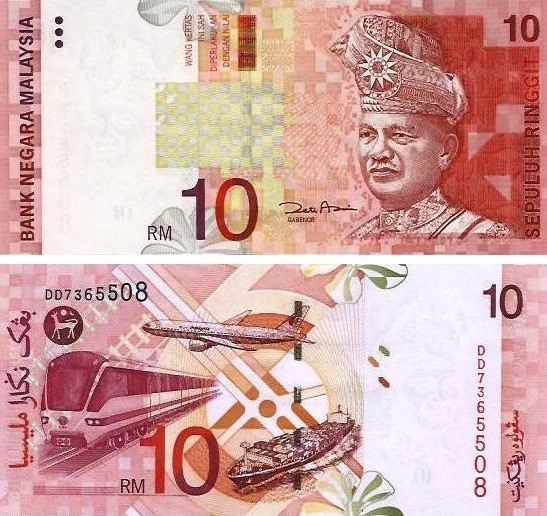 BANK NEGARA MALAYSIA
WANG KERTAS
INI SAH
DIPERLAKUKAN
DENGAN NILAI
10
SEPULUH RINGGIT
RM 10
GABENOR
DD7365508
بڠک نݢارا مليسيا
10
DD7365508
سڤولوه ريڠݢيت
RM 10